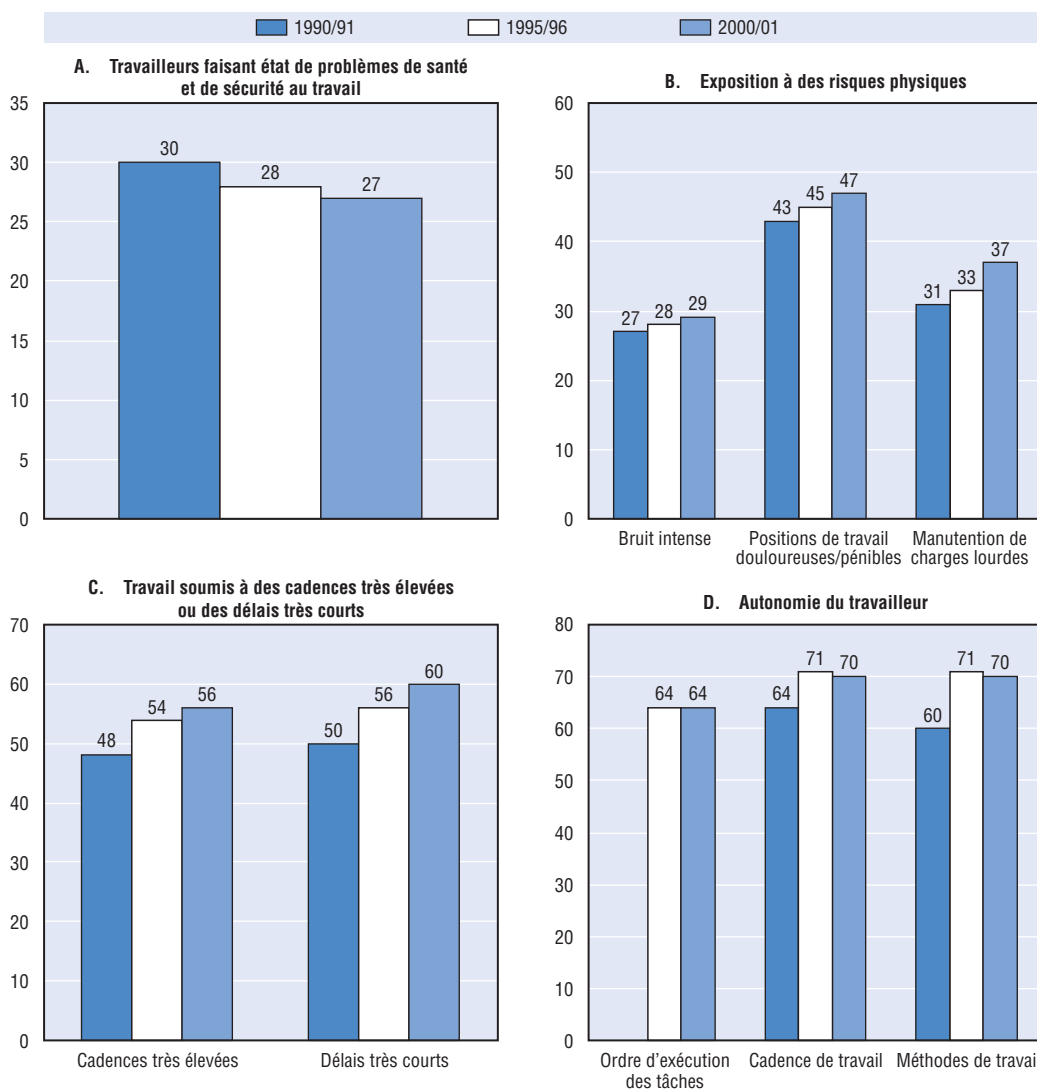 1990/91 1995/96 2000/01
A. Travailleurs faisant état de problèmes de santé
et de sécurité au travail
35
30
25
20
15
10
5
0
30
28
27
B. Exposition à des risques physiques
60
50
40
30
20
10
0
27 28 29
43 45 47
31 33 37
Bruit intense
Positions de travail
douloureuses/pénibles
Manutention de
charges lourdes
C. Travail soumis à des cadences très élevées
ou des délais très courts
70
60
50
40
30
20
10
0
48 54 56
50 56 60
Cadences très élevées
Délais très courts
D. Autonomie du travailleur
80
70
60
50
40
30
20
10
0
64 64
64 71 70
60 71 70
Ordre d'exécution
des tâches
Cadence de travail
Méthodes de travail